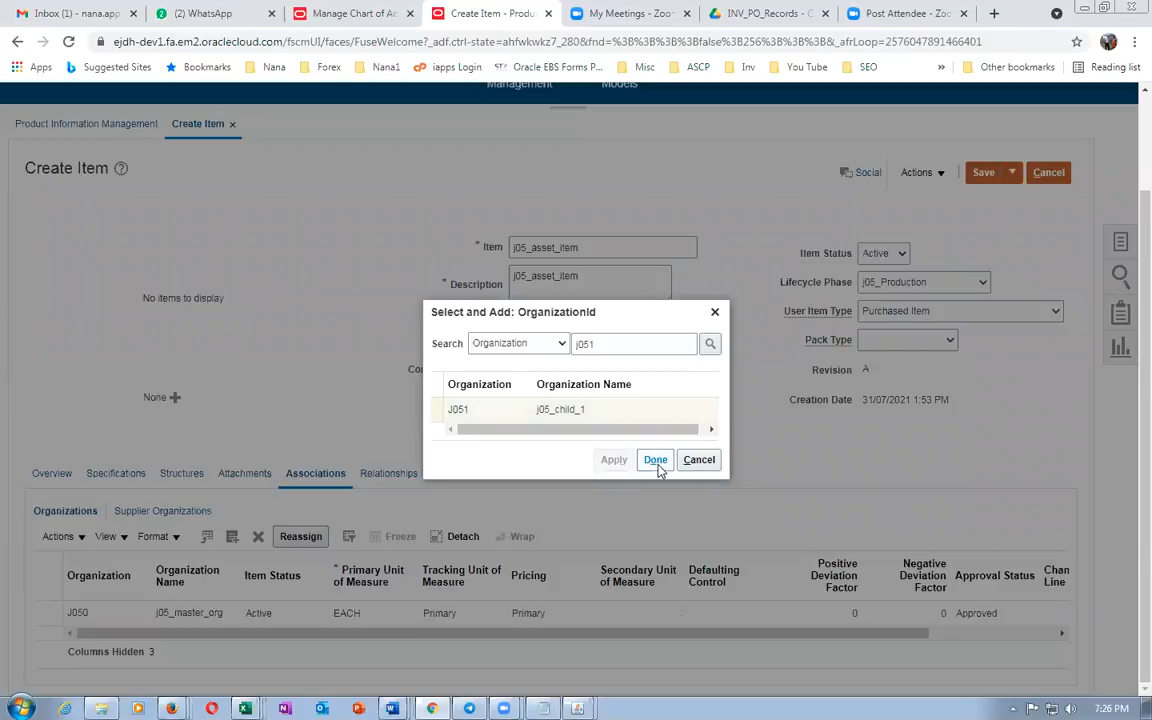 Inbox (21) - nana.app
(2) WhatsApp
Manage Chart of Ac
Create Item - Produ
My Meetings - Zoo
INV_PO_Records - C
Post Attendee - Zoo
ejdh-dev1.fa.em2.oraclecloud.com/fscmUI/faces/FuseWelcome?_adf.ctrl-state=ahfwkwkz7_280&fnd=%3B%3B%3B%3Bfalse%3B256%3B%3B%3B&_afrLoop=2576047891466401
Apps
Suggested Sites
Bookmarks
Nana
Forex
Nana1
iapps Login
Oracle EBS Forms P...
Misc
ASCP
Inv
You Tube
SEO
»
Other bookmarks
Reading list
Management
Models
Product Information Management
Create Item
Create Item
Social
Actions
Save
Cancel
* Item
j05_asset_item
* Description
j05_asset_item
No items to display
None
Item Status
Active
Lifecycle Phase
j05_Production
User Item Type
Purchased Item
Pack Type
Revision
A
Creation Date
31/07/2021 1:53 PM
Select and Add: OrganizationId
Search
Organization
j051
Organization
Organization Name
J051
j05_child_1
Apply
Done
Cancel
Overview
Specifications
Structures
Attachments
Associations
Relationships
Organizations
Supplier Organizations
Actions
View
Format
Reassign
Freeze
Detach
Wrap
Organization
Organization
Name
Item Status
* Primary Unit
of Measure
Tracking Unit of
Measure
Pricing
Secondary Unit
of Measure
Defaulting
Control
Positive
Deviation
Factor
Negative
Deviation
Factor
Approval Status
Chan
Line
J050
j05_master_org
Active
EACH
Primary
Primary
0
0
Approved
Columns Hidden 3
7:26 PM